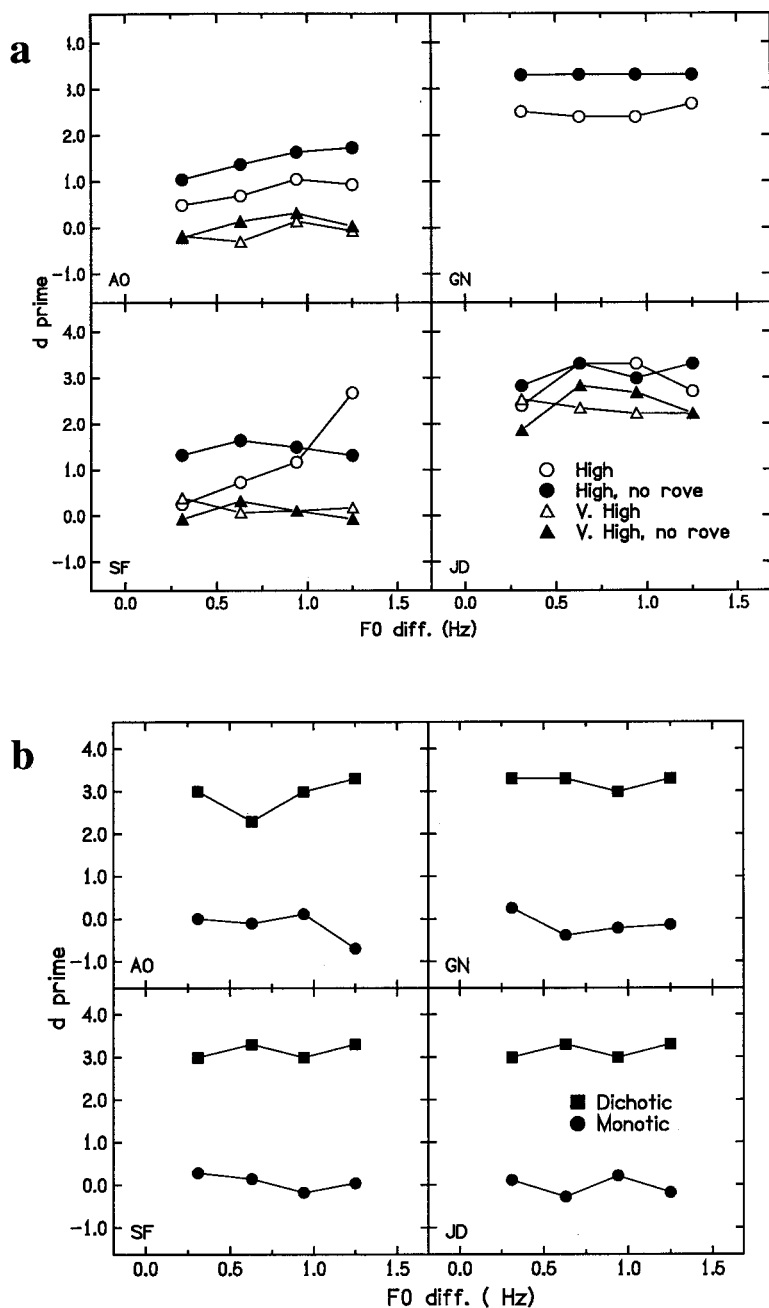 a
4.0
3.0
2.0
1.0
0.0
-1.0
AO
GN
d prime
4.0
3.0
2.0
1.0
0.0
-1.0
SF
JD
High
High, no rove
V. High
V. High, no rove
0.0 0.5 1.0 1.5 0.0 0.5 1.0 1.5
F0 diff. (Hz)
b
4.0
3.0
2.0
1.0
0.0
-1.0
AO
GN
d prime
4.0
3.0
2.0
1.0
0.0
-1.0
SF
JD
Dichotic
Monotic
0.0 0.5 1.0 1.5 0.0 0.5 1.0 1.5
F0 diff. ( Hz)